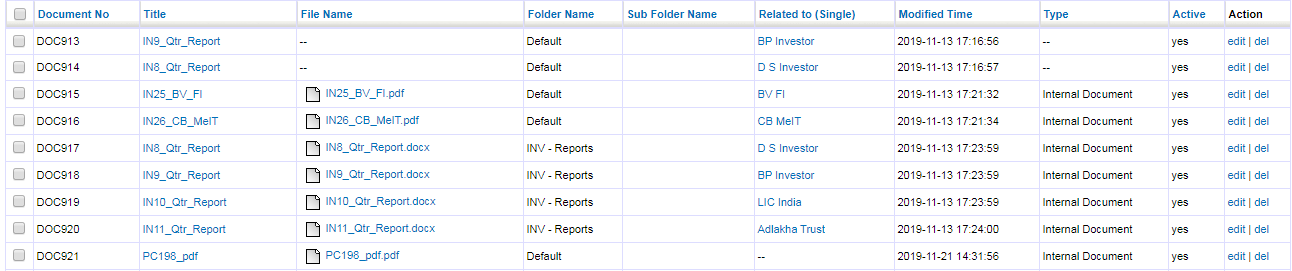 Document No Title File Name Folder Name Sub Folder Name Related to (Single) Modified Time Type Active Action
DOC913 IN9_Qtr_Report -- Default BP Investor 2019-11-13 17:16:56 -- yes edit | del
DOC914 IN8_Qtr_Report -- Default D S Investor 2019-11-13 17:16:57 -- yes edit | del
DOC915 IN25_BV_FI IN25_BV_FI.pdf Default BV FI 2019-11-13 17:21:32 Internal Document yes edit | del
DOC916 IN26_CB_MeIT IN26_CB_MeIT.pdf Default CB MeIT 2019-11-13 17:21:34 Internal Document yes edit | del
DOC917 IN8_Qtr_Report IN8_Qtr_Report.docx INV - Reports D S Investor 2019-11-13 17:23:59 Internal Document yes edit | del
DOC918 IN9_Qtr_Report IN9_Qtr_Report.docx INV - Reports BP Investor 2019-11-13 17:23:59 Internal Document yes edit | del
DOC919 IN10_Qtr_Report IN10_Qtr_Report.docx INV - Reports LIC India 2019-11-13 17:23:59 Internal Document yes edit | del
DOC920 IN11_Qtr_Report IN11_Qtr_Report.docx INV - Reports Adlakha Trust 2019-11-13 17:24:00 Internal Document yes edit | del
DOC921 PC198_pdf PC198_pdf.pdf Default -- 2019-11-21 14:31:56 Internal Document yes edit | del